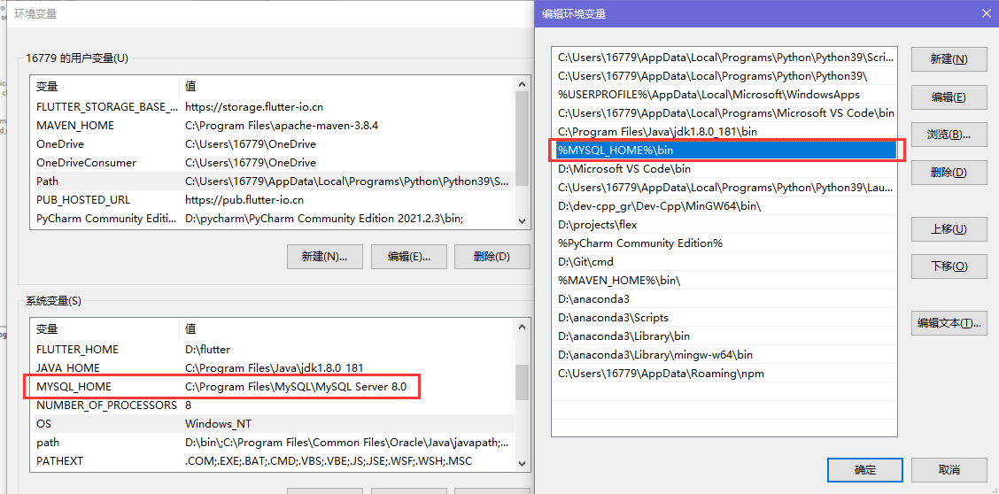 环境变量
16779 的用户变量(U)
变量 值
FLUTTER_STORAGE_BASE_... https://storage.flutter-io.cn
MAVEN_HOME C:\Program Files\apache-maven-3.8.4
OneDrive C:\Users\16779\OneDrive
OneDriveConsumer C:\Users\16779\OneDrive
Path C:\Users\16779\AppData\Local\Programs\Python\Python39\S...
PUB_HOSTED_URL https://pub.flutter-io.cn
PyCharm Community Editi... D:\pycharm\PyCharm Community Edition 2021.2.3\bin;
新建(N)... 编辑(E)... 删除(D)
系统变量(S)
变量 值
FLUTTER_HOME D:\flutter
JAVA_HOME C:\Program Files\Java\jdk1.8.0_181
MYSQL_HOME C:\Program Files\MySQL\MySQL Server 8.0
NUMBER_OF_PROCESSORS 8
OS Windows_NT
path D:\bin\;C:\Program Files\Common Files\Oracle\Java\javapath;...
PATHEXT .COM;.EXE;.BAT;.CMD;.VBS;.VBE;.JS;.JSE;.WSF;.WSH;.MSC
编辑环境变量
C:\Users\16779\AppData\Local\Programs\Python\Python39\Scri...
C:\Users\16779\AppData\Local\Programs\Python\Python39\
%USERPROFILE%\AppData\Local\Microsoft\WindowsApps
C:\Users\16779\AppData\Local\Programs\Microsoft VS Code\bin
C:\Program Files\Java\jdk1.8.0_181\bin
%MYSQL_HOME%\bin
D:\Microsoft VS Code\bin
C:\Users\16779\AppData\Local\Programs\Python\Python39\Lau...
D:\dev-cpp_gr\Dev-Cpp\MinGW64\bin\
D:\projects\flex
%PyCharm Community Edition%
D:\Git\cmd
%MAVEN_HOME%\bin\
D:\anaconda3
D:\anaconda3\Scripts
D:\anaconda3\Library\bin
D:\anaconda3\Library\mingw-w64\bin
C:\Users\16779\AppData\Roaming\npm
新建(N)
编辑(E)
浏览(B)...
删除(D)
上移(U)
下移(O)
编辑文本(T)...
确定 取消